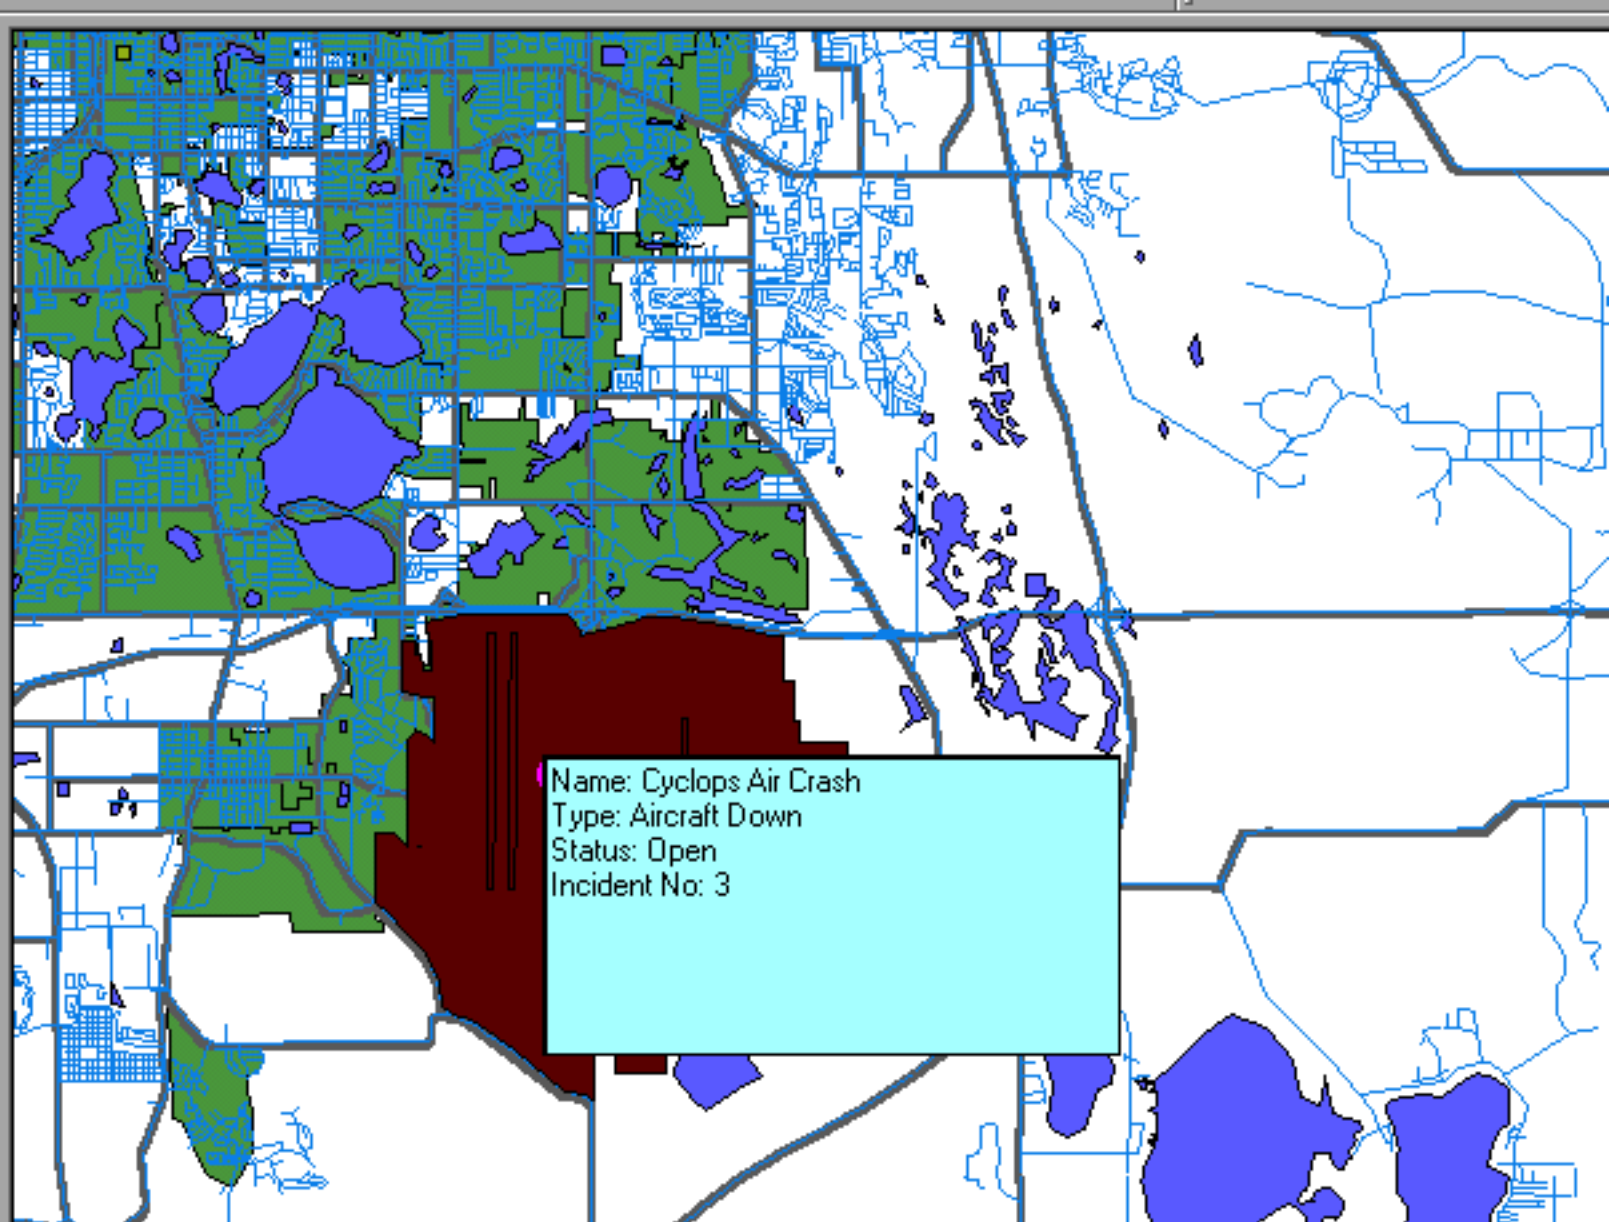 Name: Cyclops Air Crash
Type: Aircraft Down
Status: Open
Incident No: 3